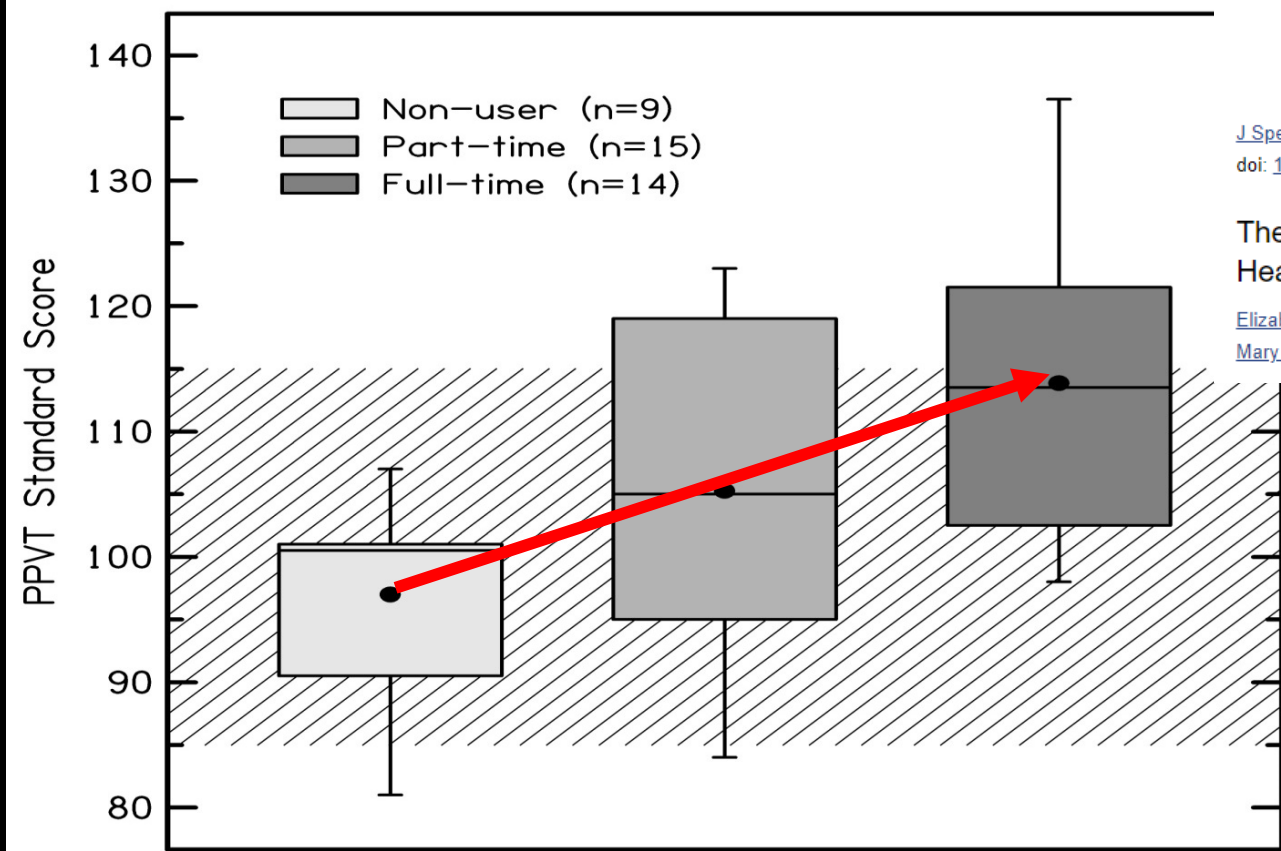 PPVT Standard Score
140
130
120
110
100
90
80
Non-user (n=9)
Part-time (n=15)
Full-time (n=14)
J Spe
doi: 1
The
Hea
Elizal
Mary